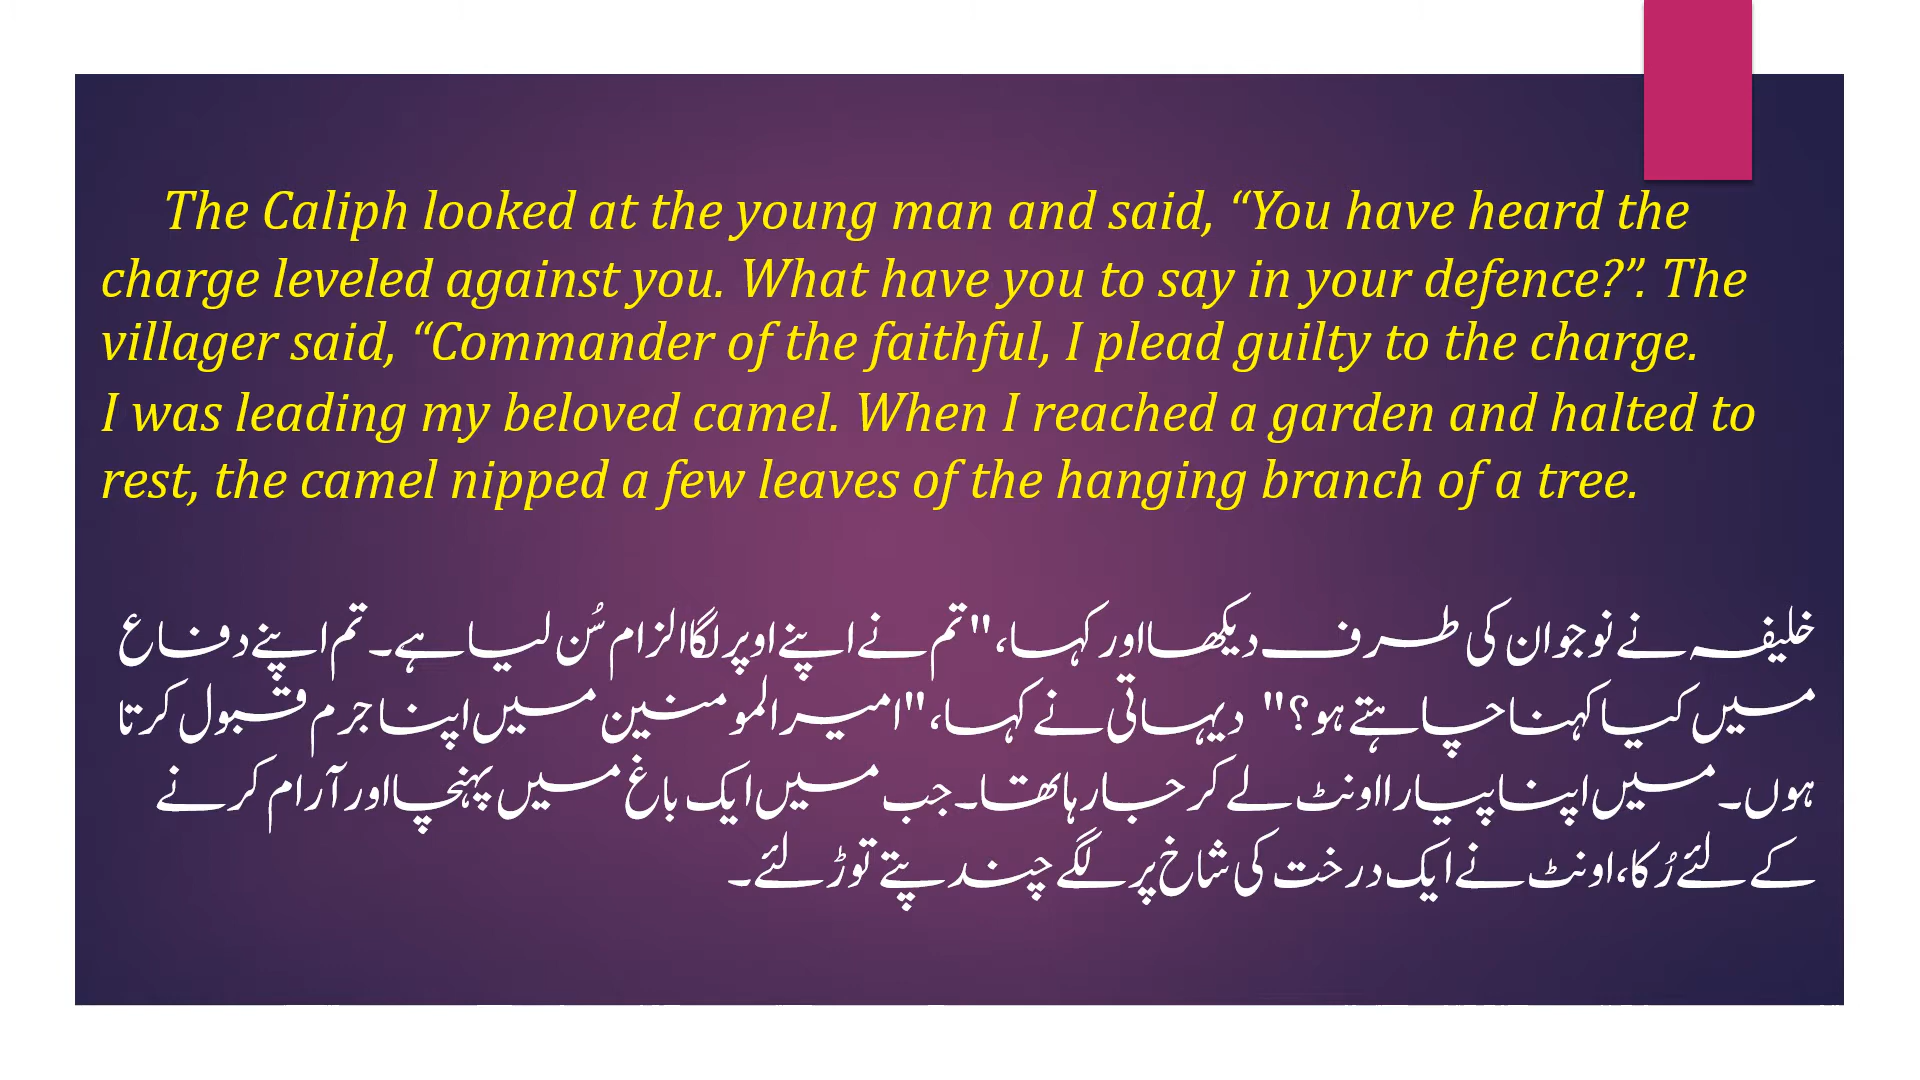 The Caliph looked at the young man and said, “You have heard the
charge leveled against you. What have you to say in your defence?”. The
villager said, “Commander of the faithful, I plead guilty to the charge.
I was leading my beloved camel. When I reached a garden and halted to
rest, the camel nipped a few leaves of the hanging branch of a tree.
خلیفہ نے نوجوان کی طرف دیکھا اور کہا، "تم نے اپنے اوپر لگا الزام سُن لیا ہے۔ تم اپنے دفاع
میں کیا کہنا چاہتے ہو؟" دیہاتی نے کہا، "امیر المومنین میں اپنا جرم قبول کرتا
ہوں۔ میں اپنا پیارا اونٹ لے کر جا رہا تھا۔ جب میں ایک باغ میں پہنچا اور آرام کرنے
کے لئے رُکا، اونٹ نے ایک درخت کی شاخ پر لگے چند پتے توڑ لئے۔